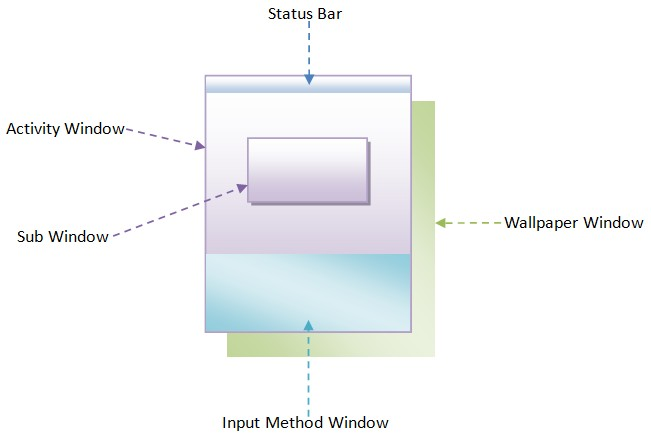 Status Bar
Activity Window
Sub Window
Wallpaper Window
Input Method Window